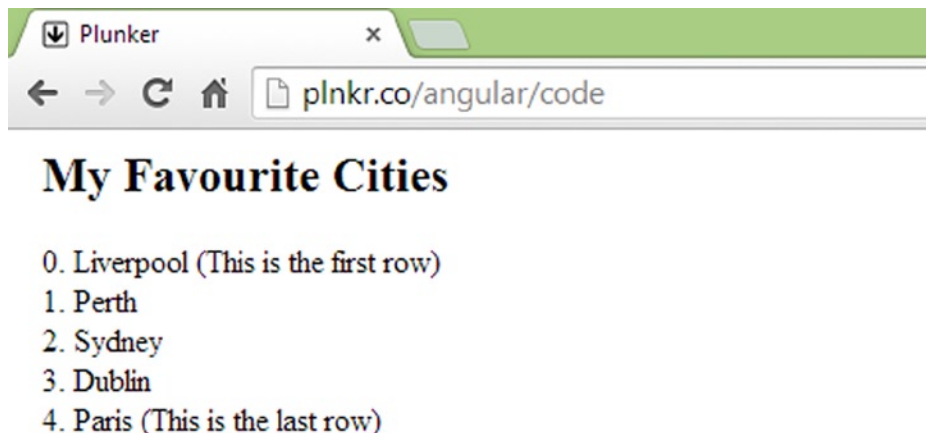 Plunker
plnkr.co/angular/code
My Favourite Cities
0. Liverpool (This is the first row)
1. Perth
2. Sydney
3. Dublin
4. Paris (This is the last row)